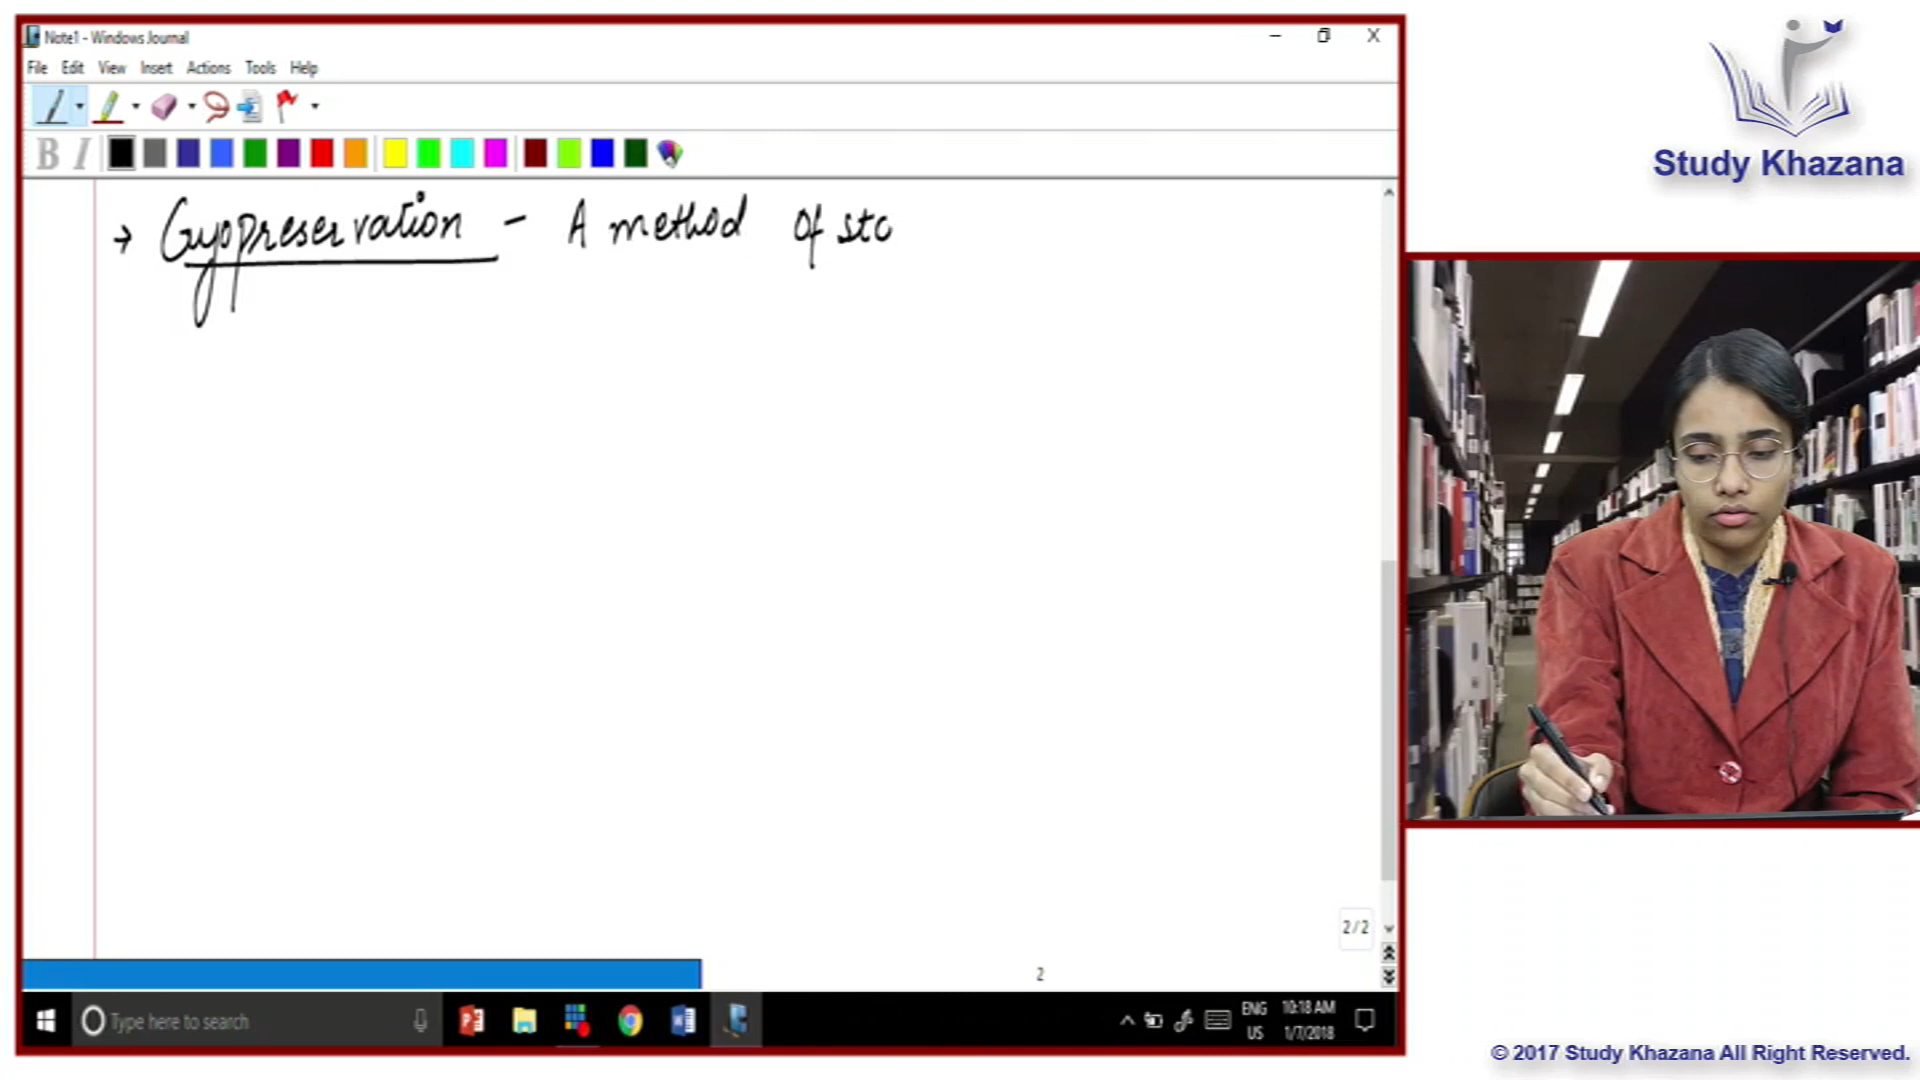 Note1 - Windows Journal
File Edit View Insert Actions Tools Help
B I
→ Cryopreservation - A method of sto
2/2
2
Type here to search
ENG
US
10:18 AM
1/7/2018
Study Khazana
© 2017 Study Khazana All Right Reserved.